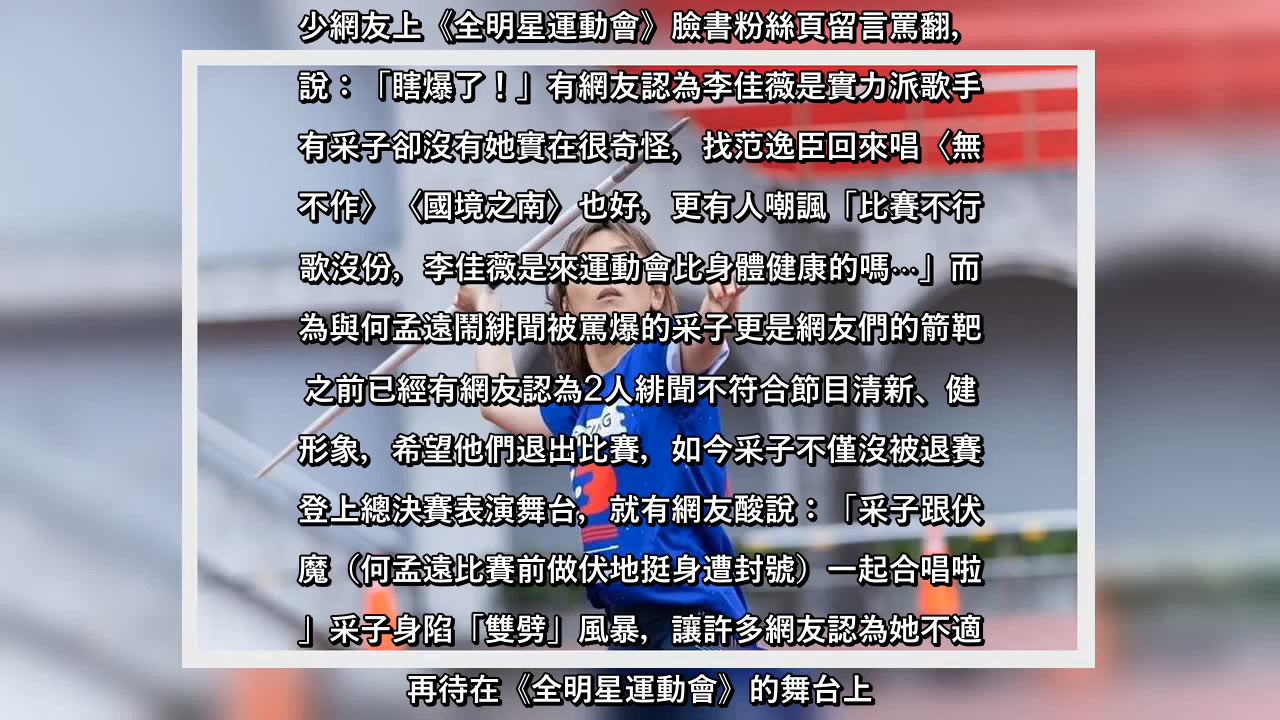 少網友上《全明星運動會》臉書粉絲頁留言罵翻，
說：「瞎爆了！」有網友認為李佳薇是實力派歌手
有采子卻沒有她實在很奇怪，找范逸臣回來唱〈無
不作〉〈國境之南〉也好，更有人嘲諷「比賽不行
歌沒份，李佳薇是來運動會比身體健康的嗎…」而
為與何孟遠鬧緋聞被罵爆的采子更是網友們的箭靶
之前已經有網友認為2人緋聞不符合節目清新、健
形象，希望他們退出比賽，如今采子不僅沒被退賽
登上總決賽表演舞台，就有網友酸說：「采子跟伏
魔（何孟遠比賽前做伏地挺身遭封號）一起合唱啦
」采子身陷「雙劈」風暴，讓許多網友認為她不適
再待在《全明星運動會》的舞台上